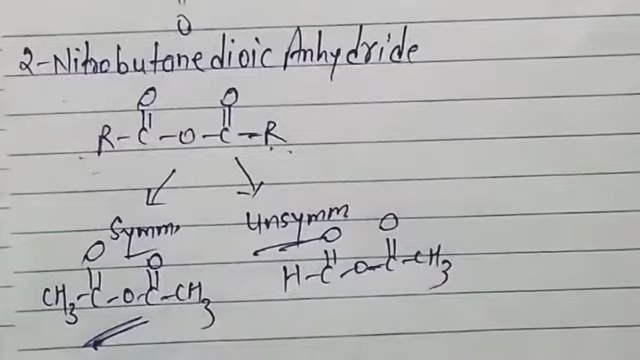 O
2-Nitrobutanedioic Anhydride
O O
R-C-O-C-R
Symm. Unsymm
O O O O
CH3-C-O-C-CH3 H-C-O-C-CH3